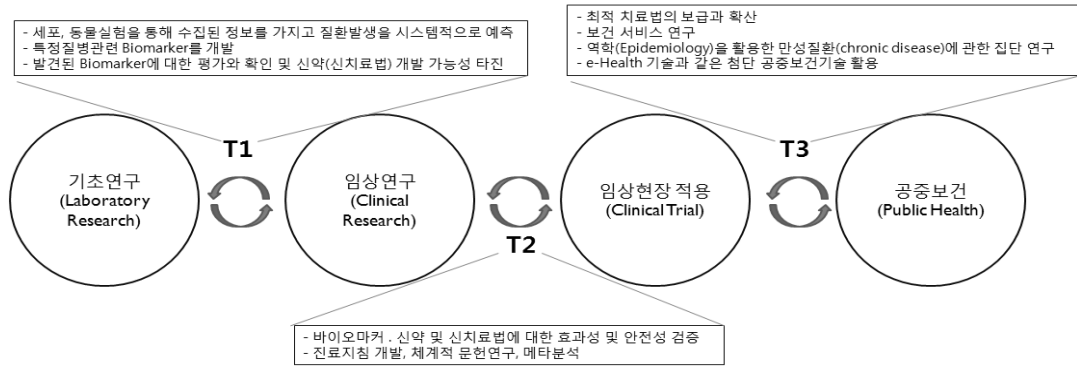 - 세포, 동물실험을 통해 수집된 정보를 가지고 질환발생을 시스템적으로 예측
- 특정질병관련 Biomarker를 개발
- 발견된 Biomarker에 대한 평가와 확인 및 신약(신치료법) 개발 가능성 타진
- 최적 치료법의 보급과 확산
- 보건 서비스 연구
- 역학(Epidemiology)을 활용한 만성질환(chronic disease)에 관한 집단 연구
- e-Health 기술과 같은 첨단 공중보건기술 활용
T1
T3
기초연구
(Laboratory
Research)
임상연구
(Clinical
Research)
임상현장 적용
(Clinical Trial)
공중보건
(Public Health)
T2
- 바이오마커 . 신약 및 신치료법에 대한 효과성 및 안전성 검증
- 진료지침 개발, 체계적 문헌연구, 메타분석